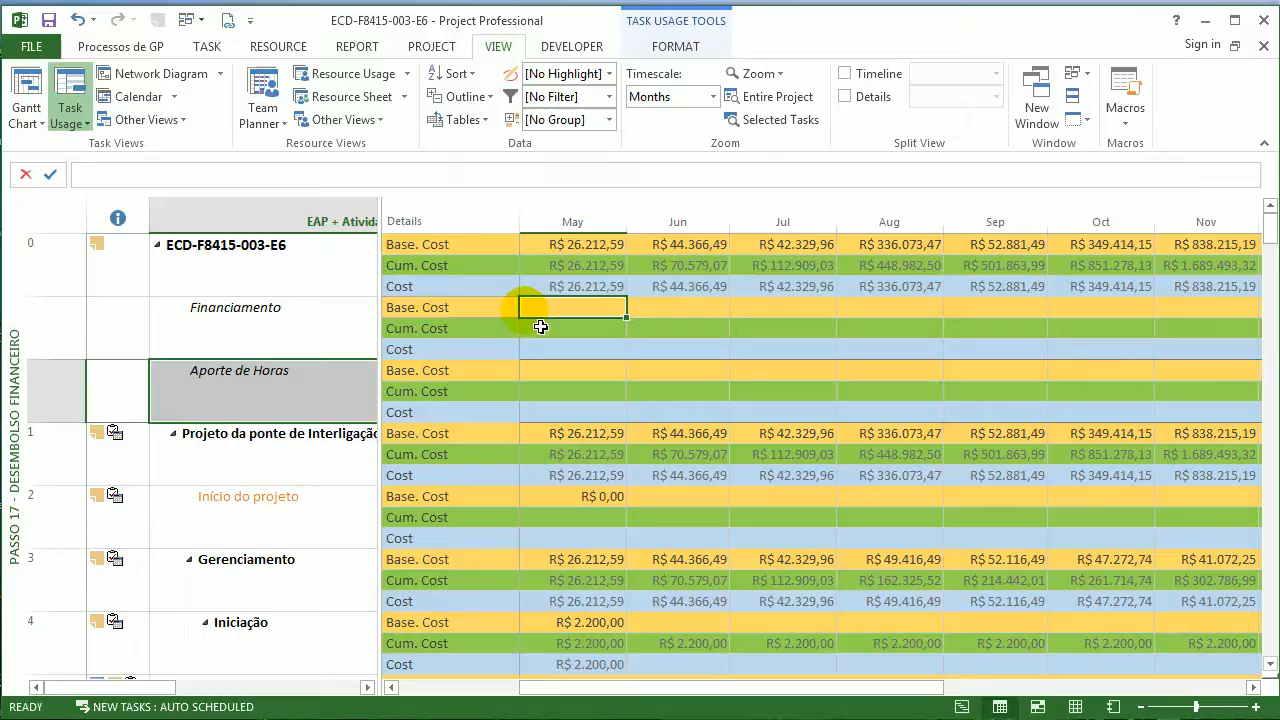 ECD-F8415-003-E6 - Project Professional
TASK USAGE TOOLS
FILE Processos de GP TASK RESOURCE REPORT PROJECT VIEW DEVELOPER FORMAT Sign in
Gantt Chart
Task Usage
Network Diagram
Calendar
Other Views
Task Views
Team Planner
Resource Usage
Resource Sheet
Other Views
Resource Views
Sort
Outline
Tables
[No Highlight]
[No Filter]
[No Group]
Data
Timescale:
Months
Zoom
Entire Project
Selected Tasks
Zoom
Timeline
Details
Split View
New Window
Window
Macros
Macros
EAP + Ativida Details May Jun Jul Aug Sep Oct Nov
0 ECD-F8415-003-E6 Base. Cost R$ 26.212,59 R$ 44.366,49 R$ 42.329,96 R$ 336.073,47 R$ 52.881,49 R$ 349.414,15 R$ 838.215,19
Cum. Cost R$ 26.212,59 R$ 70.579,07 R$ 112.909,03 R$ 448.982,50 R$ 501.863,99 R$ 851.278,13 R$ 1.689.493,32
Cost R$ 26.212,59 R$ 44.366,49 R$ 42.329,96 R$ 336.073,47 R$ 52.881,49 R$ 349.414,15 R$ 838.215,19
Financiamento Base. Cost
Cum. Cost
Cost
Aporte de Horas Base. Cost
Cum. Cost
Cost
1 Projeto da ponte de Interligação Base. Cost R$ 26.212,59 R$ 44.366,49 R$ 42.329,96 R$ 336.073,47 R$ 52.881,49 R$ 349.414,15 R$ 838.215,19
Cum. Cost R$ 26.212,59 R$ 70.579,07 R$ 112.909,03 R$ 448.982,50 R$ 501.863,99 R$ 851.278,13 R$ 1.689.493,32
Cost R$ 26.212,59 R$ 44.366,49 R$ 42.329,96 R$ 336.073,47 R$ 52.881,49 R$ 349.414,15 R$ 838.215,19
2 Início do projeto Base. Cost R$ 0,00
Cum. Cost
Cost
3 Gerenciamento Base. Cost R$ 26.212,59 R$ 44.366,49 R$ 42.329,96 R$ 49.416,49 R$ 52.116,49 R$ 47.272,74 R$ 41.072,25
Cum. Cost R$ 26.212,59 R$ 70.579,07 R$ 112.909,03 R$ 162.325,52 R$ 214.442,01 R$ 261.714,74 R$ 302.786,99
Cost R$ 26.212,59 R$ 44.366,49 R$ 42.329,96 R$ 49.416,49 R$ 52.116,49 R$ 47.272,74 R$ 41.072,25
4 Iniciação Base. Cost R$ 2.200,00
Cum. Cost R$ 2.200,00 R$ 2.200,00 R$ 2.200,00 R$ 2.200,00 R$ 2.200,00 R$ 2.200,00 R$ 2.200,00
Cost R$ 2.200,00
PASSO 17 - DESEMBOLSO FINANCEIRO
READY NEW TASKS : AUTO SCHEDULED